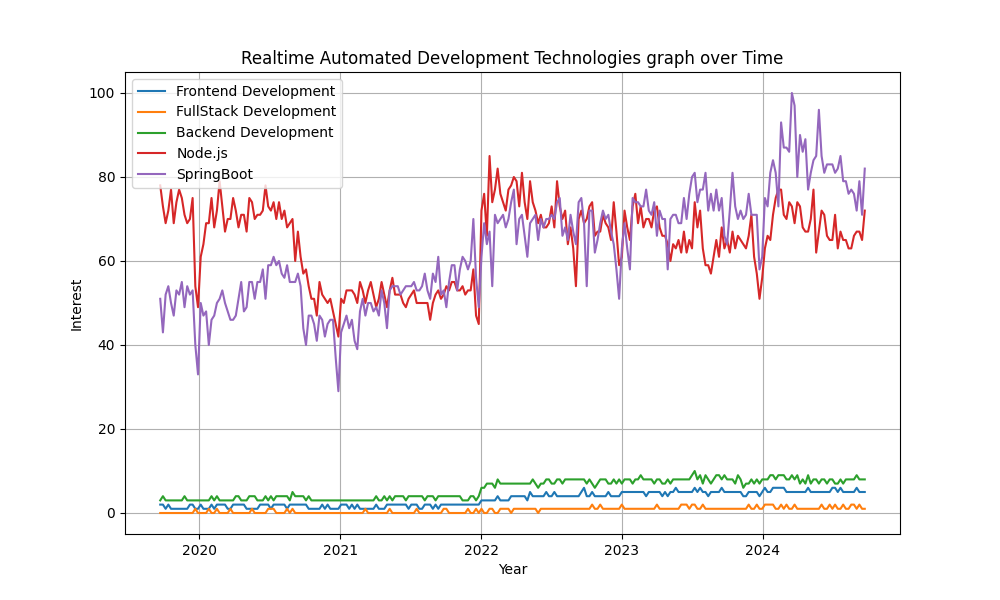 Realtime Automated Development Technologies graph over Time
Frontend Development
FullStack Development
Backend Development
Node.js
SpringBoot
100
80
60
40
20
0
Interest
2020
2021
2022
2023
2024
Year